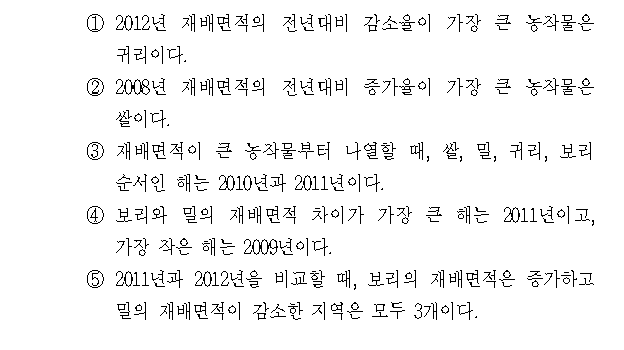 ① 2012년 재배면적의 전년대비 감소율이 가장 큰 농작물은
귀리이다.
② 2008년 재배면적의 전년대비 증가율이 가장 큰 농작물은
쌀이다.
③ 재배면적이 큰 농작물부터 나열할 때, 쌀, 밀, 귀리, 보리
순서인 해는 2010년과 2011년이다.
④ 보리와 밀의 재배면적 차이가 가장 큰 해는 2011년이고,
가장 작은 해는 2009년이다.
⑤ 2011년과 2012년을 비교할 때, 보리의 재배면적은 증가하고
밀의 재배면적이 감소한 지역은 모두 3개이다.